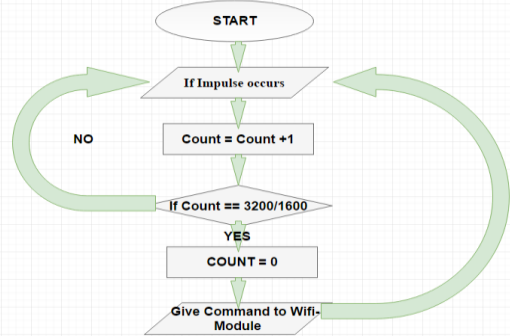 START
If Impulse occurs
NO
Count = Count +1
If Count == 3200/1600
YES
COUNT = 0
Give Command to Wifi-
Module